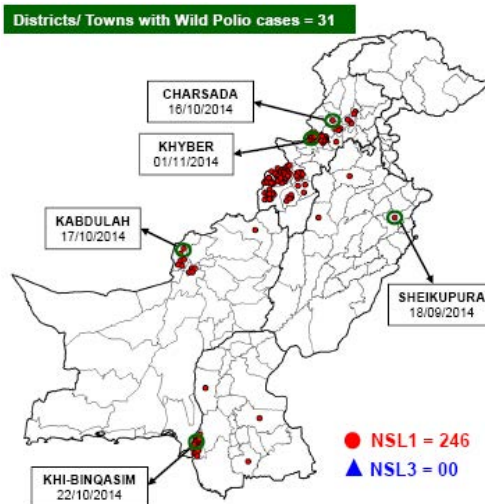 Districts/ Towns with Wild Polio cases = 31
CHARSADA
16/10/2014
KHYBER
01/11/2014
KABDULAH
17/10/2014
SHEIKUPURA
18/09/2014
NSL1 = 246
NSL3 = 00
KHI-BINQASIM
22/10/2014